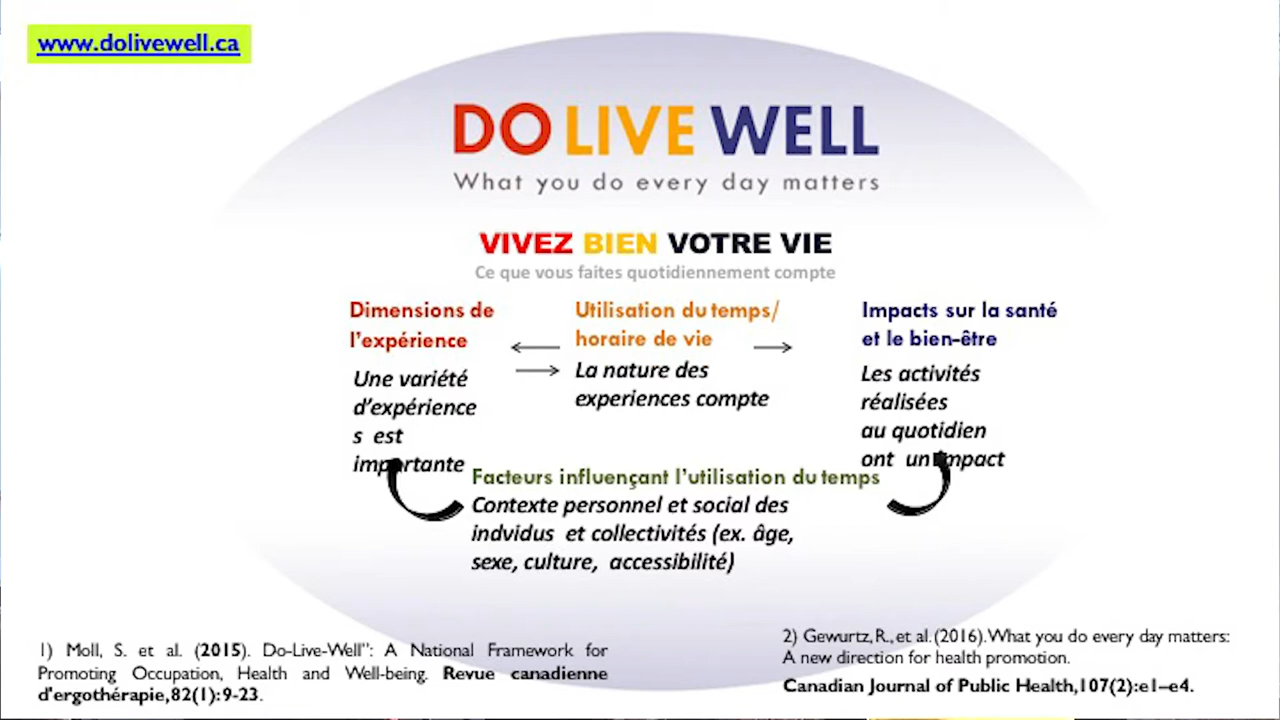 www.dolivewell.ca
DO LIVE WELL
What you do every day matters
VIVEZ BIEN VOTRE VIE
Ce que vous faites quotidiennement compte
Dimensions de
l'expérience
Une variété
d'expérience
s est
importante
Utilisation du temps/
horaire de vie
La nature des
experiences compte
Impacts sur la santé
et le bien-être
Les activités
réalisées
au quotidien
ont un impact
Facteurs influençant l'utilisation du temps
Contexte personnel et social des
indvidus et collectivités (ex. âge,
sexe, culture, accessibilité)
1) Moll, S. et al. (2015). Do-Live-Well": A National Framework for
Promoting Occupation, Health and Well-being. Revue canadienne
d'ergothérapie,82(1):9-23.
2) Gewurtz, R., et al. (2016). What you do every day matters:
A new direction for health promotion.
Canadian Journal of Public Health,107(2):e1–e4.